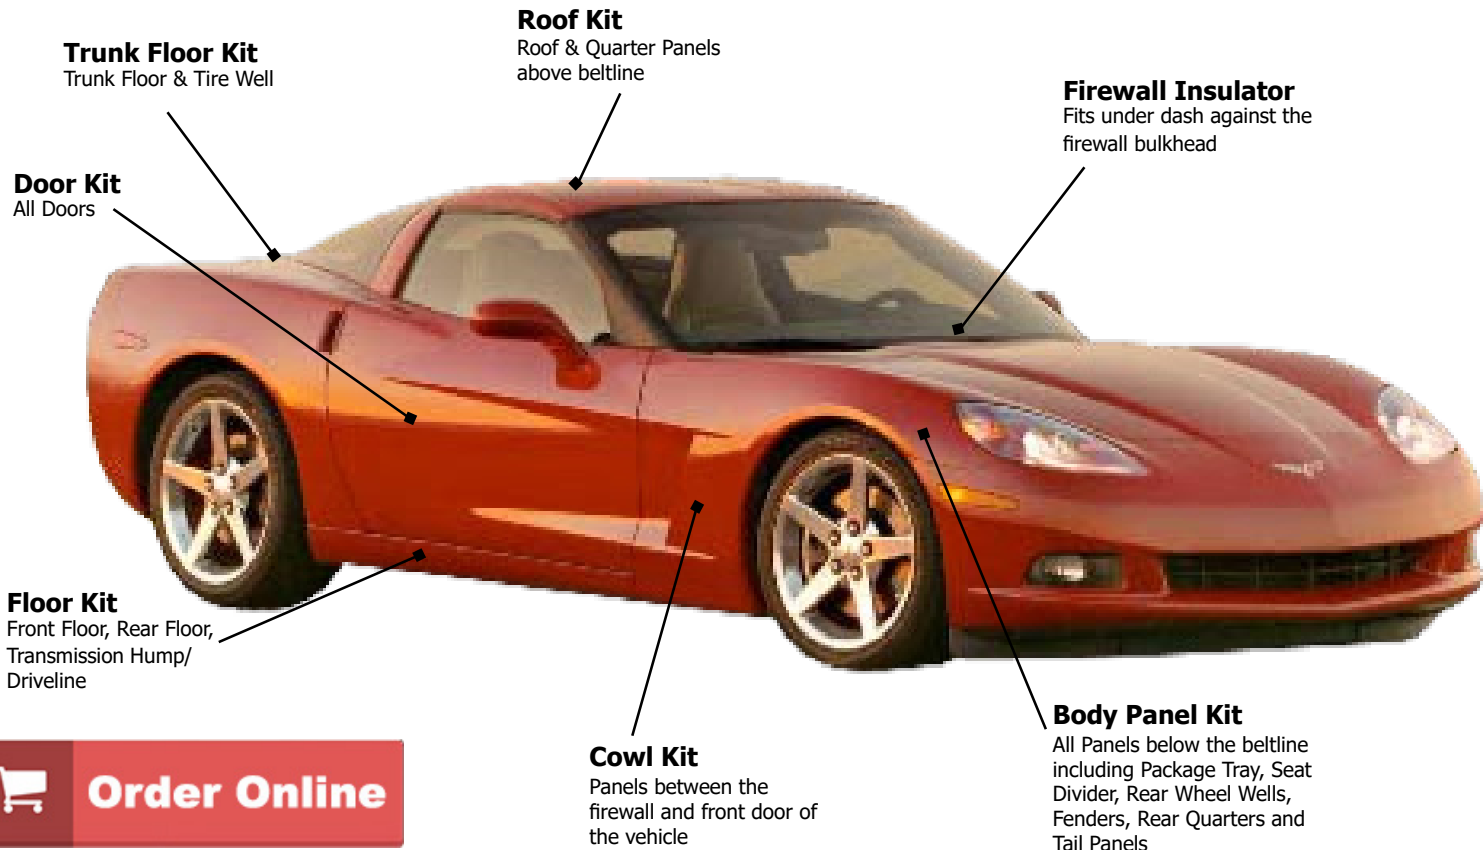 Roof Kit
Roof & Quarter Panels
above beltline
Trunk Floor Kit
Trunk Floor & Tire Well
Firewall Insulator
Fits under dash against the
firewall bulkhead
Door Kit
All Doors
Floor Kit
Front Floor, Rear Floor,
Transmission Hump/
Driveline
Order Online
Cowl Kit
Panels between the
firewall and front door of
the vehicle
Body Panel Kit
All Panels below the beltline
including Package Tray, Seat
Divider, Rear Wheel Wells,
Fenders, Rear Quarters and
Tail Panels